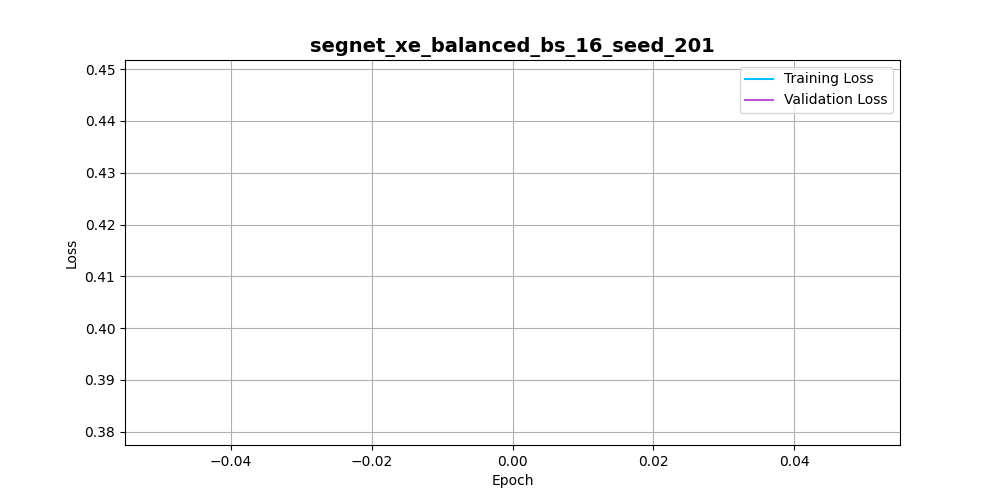 segnet_xe_balanced_bs_16_seed_201
Training Loss
Validation Loss
0.45
0.44
0.43
0.42
0.41
0.40
0.39
0.38
Loss
−0.04
−0.02
0.00
0.02
0.04
Epoch